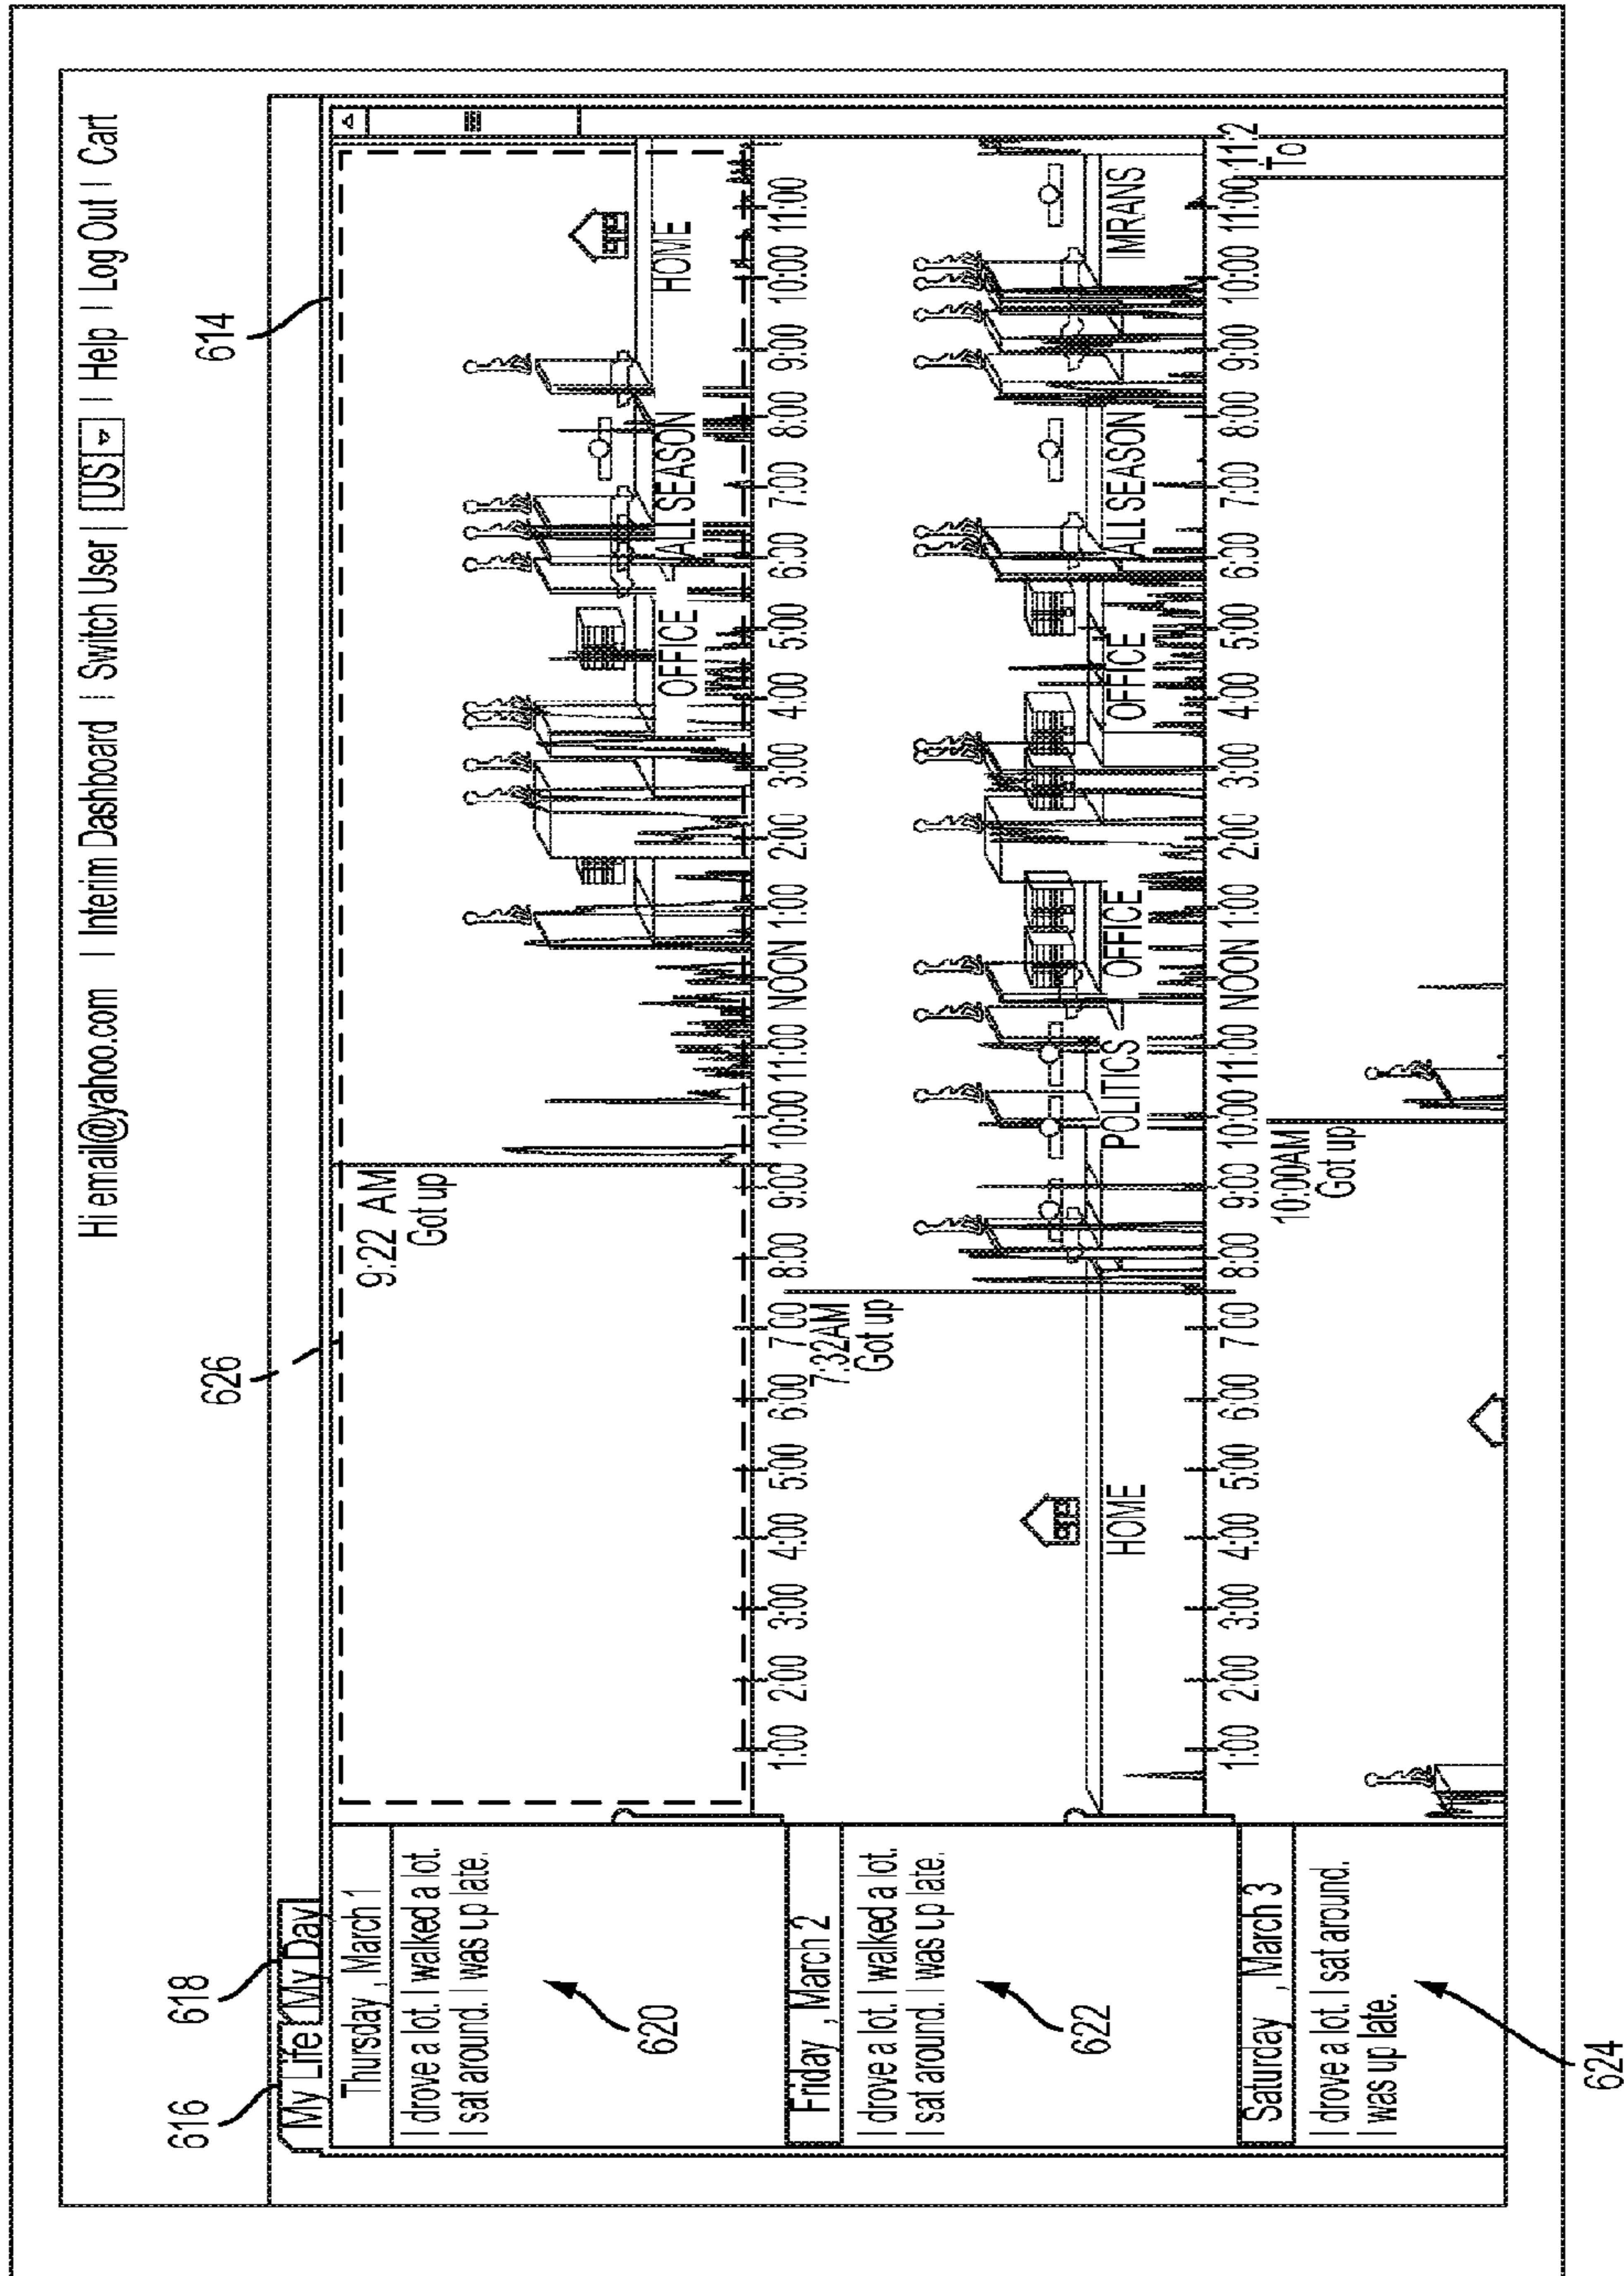 Hi email@yahoo.com | Interim Dashboard | Switch User | US | Help | Log Out | Cart
614
626
616
618
My Life
My Day
Thursday , March 1
I drove a lot. I walked a lot.
I sat around. I was up late.
620
9:22 AM
Got up
OFFICE
ALL SEASON
HOME
1:00 2:00 3:00 4:00 5:00 6:00 7:00 8:00 9:00 10:00 11:00 NOON 1:00 2:00 3:00 4:00 5:00 6:30 7:00 8:00 9:00 10:00 11:00
Friday , March 2
I drove a lot. I walked a lot.
I sat around. I was up late.
622
7:32AM
Got up
HOME
POLITICS
OFFICE
OFFICE
ALL SEASON
IMRANS
1:00 2:00 3:00 4:00 5:00 6:00 7:00 8:00 9:00 10:00 11:00 NOON 1:00 2:00 3:00 4:00 5:00 6:30 7:00 8:00 9:00 10:00 11:00 11:2
To
Saturday , March 3
I drove a lot. I sat around.
I was up late.
624
10:00AM
Got up